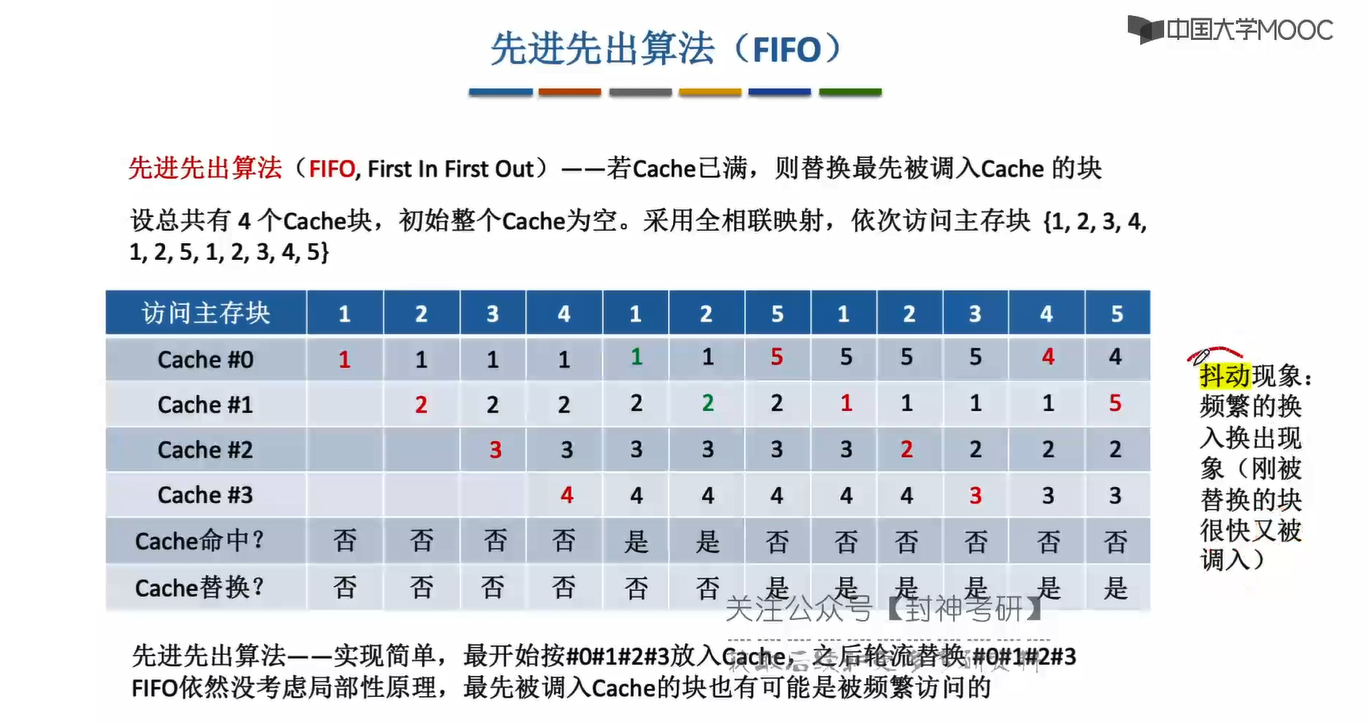 中国大学MOOC
先进先出算法（FIFO）
先进先出算法（FIFO, First In First Out）——若Cache已满，则替换最先被调入Cache 的块
设总共有 4 个Cache块，初始整个Cache为空。采用全相联映射，依次访问主存块 {1, 2, 3, 4,
1, 2, 5, 1, 2, 3, 4, 5}
访问主存块 1 2 3 4 1 2 5 1 2 3 4 5
Cache #0 1 1 1 1 1 1 5 5 5 5 4 4
Cache #1 2 2 2 2 2 2 1 1 1 1 5
Cache #2 3 3 3 3 3 3 2 2 2 2
Cache #3 4 4 4 4 4 4 3 3 3
Cache命中？ 否 否 否 否 是 是 否 否 否 否 否 否
Cache替换？ 否 否 否 否 否 否 是 是 是 是 是 是
抖动现象：
频繁的换
入换出现
象（刚被
替换的块
很快又被
调入）
关注公众号【封神考研】
先进先出算法——实现简单，最开始按#0#1#2#3放入Cache，之后轮流替换 #0#1#2#3
FIFO依然没考虑局部性原理，最先被调入Cache的块也有可能是被频繁访问的